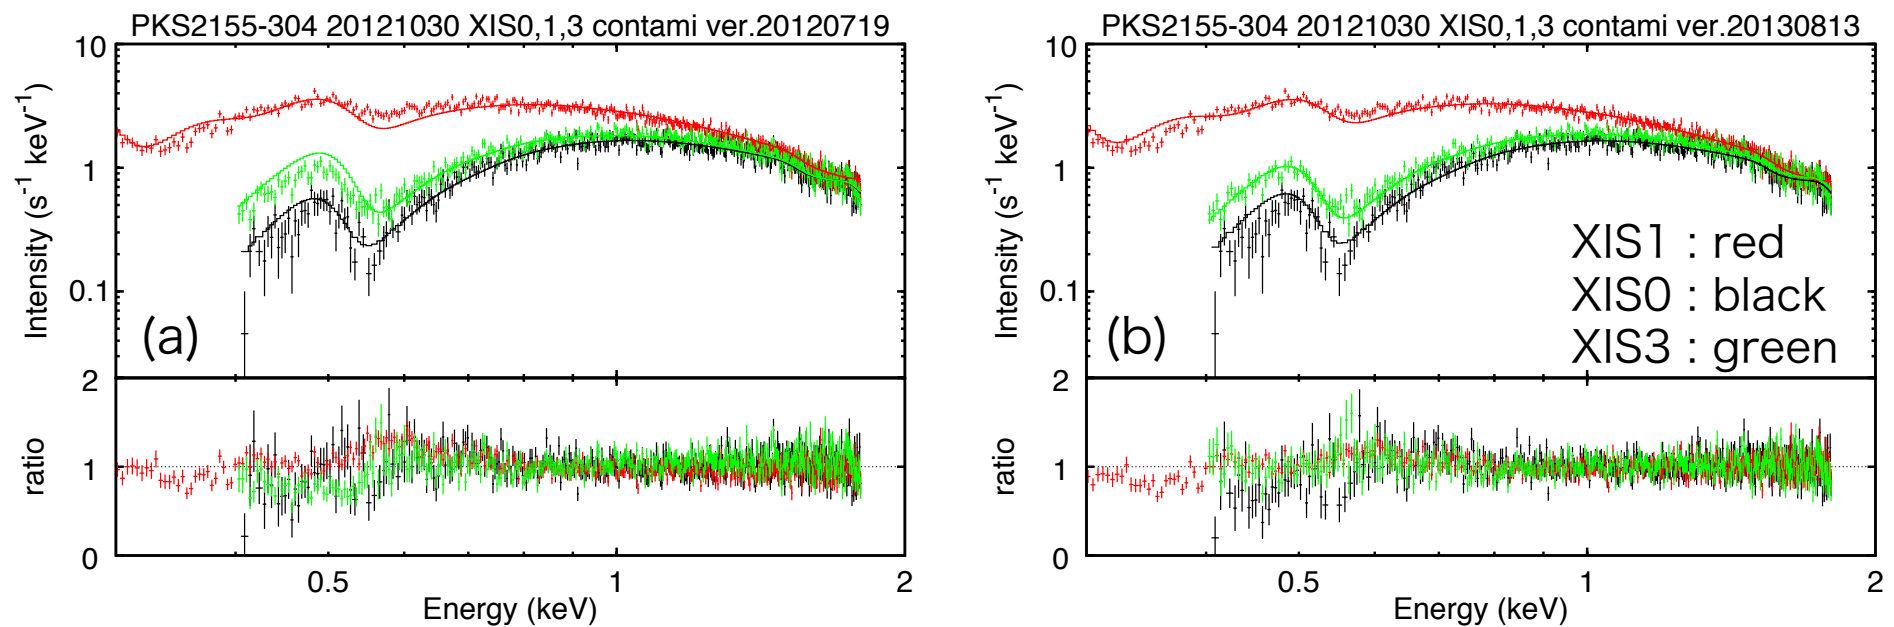 PKS2155-304 20121030 XIS0,1,3 contami ver.20120719
10
1
0.1
Intensity (s-1 keV-1)
(a)
2
1
0
ratio
0.5
1
2
Energy (keV)
PKS2155-304 20121030 XIS0,1,3 contami ver.20130813
10
1
0.1
Intensity (s-1 keV-1)
XIS1 : red
XIS0 : black
XIS3 : green
(b)
2
1
0
ratio
0.5
1
2
Energy (keV)